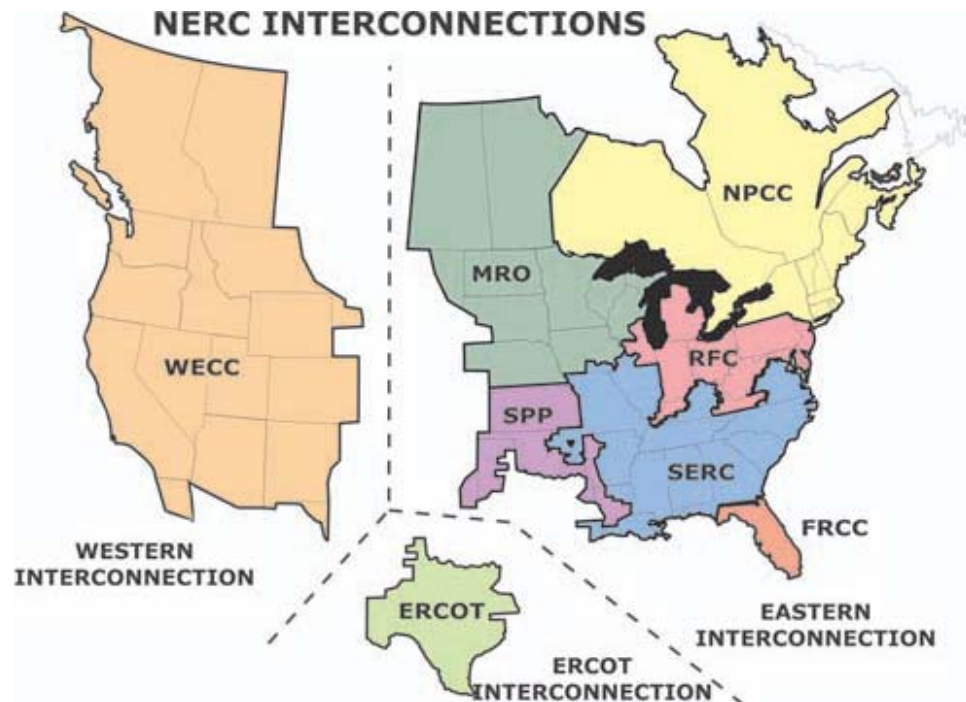 NERC INTERCONNECTIONS
NPCC
MRO
RFC
WECC
SPP
SERC
FRCC
WESTERN
INTERCONNECTION
ERCOT
EASTERN
INTERCONNECTION
ERCOT
INTERCONNECTION